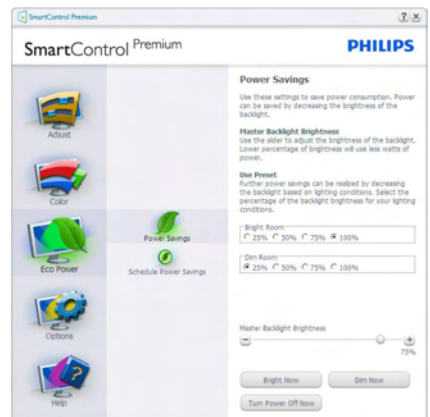 SmartControl Premium
SmartControl Premium
PHILIPS
Adjust
Color
Eco Power
Options
Help
Power Savings
Schedule Power Savings
Power Savings
Use these settings to save power consumption. Power
can be saved by decreasing the brightness of the
backlight.
Master Backlight Brightness
Use the slider to adjust the brightness of the backlight.
Lower percentage of brightness will use less watts of
power.
Use Preset
Further power savings can be realized by decreasing
the backlight based on lighting conditions. Select the
percentage of the backlight brightness for your lighting
conditions.
Bright Room
25% 50% 75% 100%
Dim Room
25% 50% 75% 100%
Master Backlight Brightness
75%
Bright Now Dim Now
Turn Power Off Now